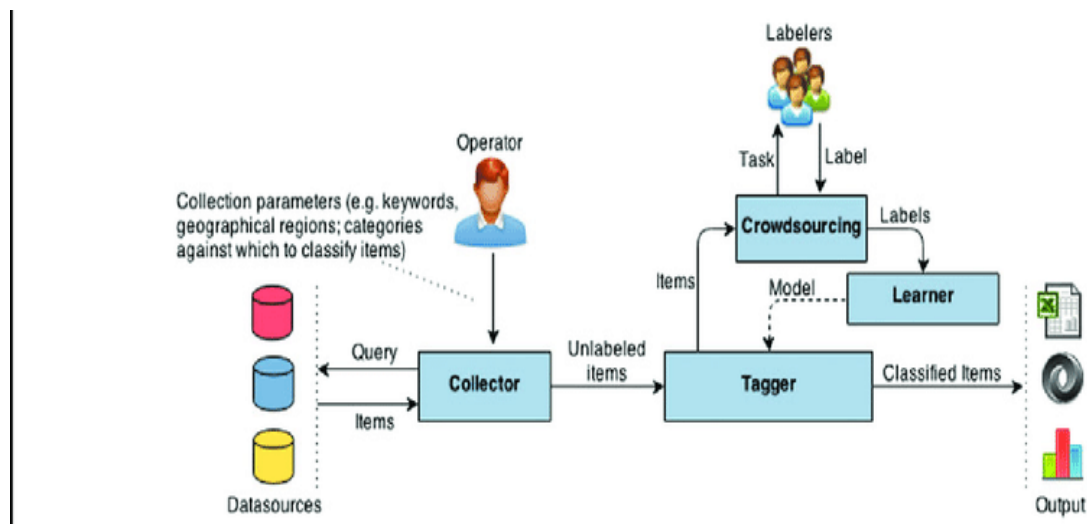 Labelers
Operator
Task
Label
Collection parameters (e.g. keywords,
geographical regions; categories
against which to classify items)
Crowdsourcing
Labels
Items
Model
Learner
Query
Collector
Unlabeled
items
Tagger
Classified Items
Items
Datasources
Output